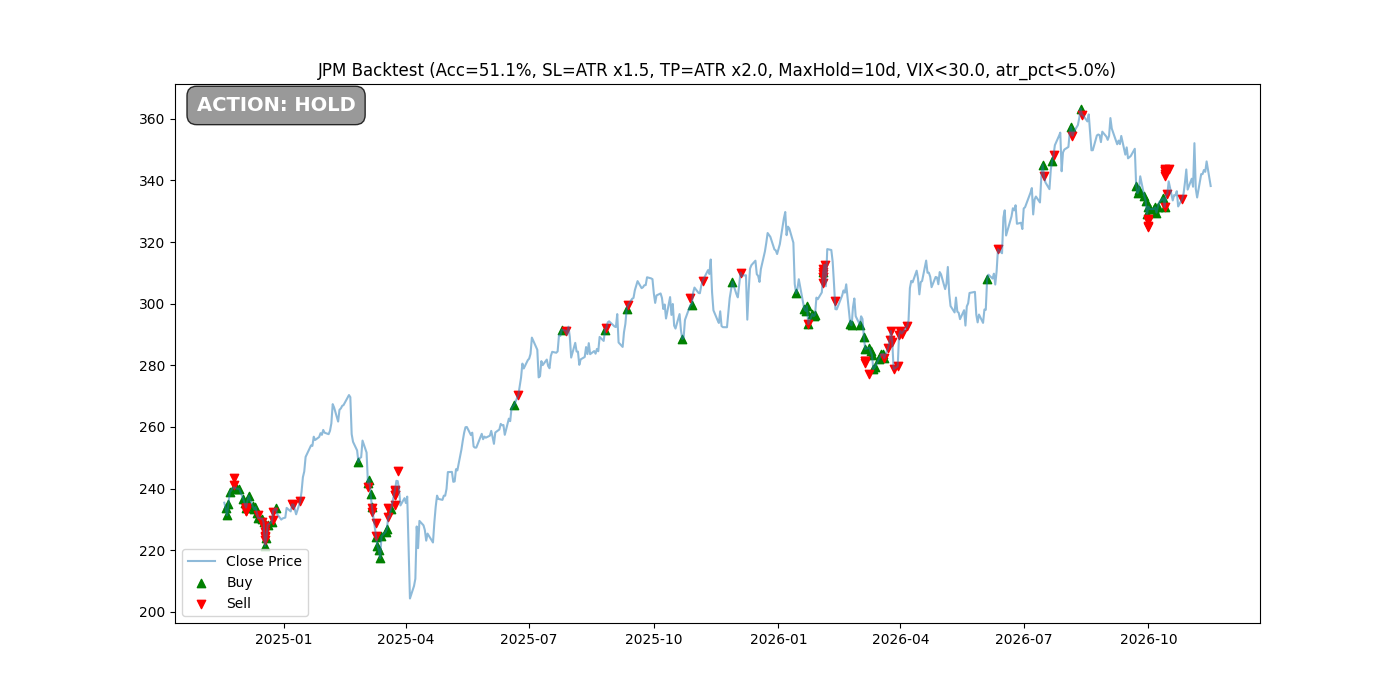 JPM Backtest (Acc=51.1%, SL=ATR x1.5, TP=ATR x2.0, MaxHold=10d, VIX<30.0, atr_pct<5.0%)
ACTION: HOLD
360
340
320
300
280
260
240
220
200
Close Price
Buy
Sell
2025-01 2025-04 2025-07 2025-10 2026-01 2026-04 2026-07 2026-10